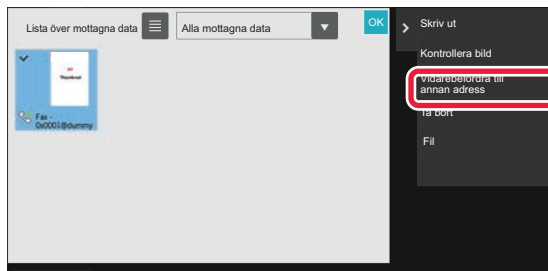 Lista över mottagna data
Alla mottagna data
OK
Skriv ut
Kontrollera bild
Vidarebefordra till
annan adress
Ta bort
Fil
Thumbnail
Fax -
0x0001@dummy